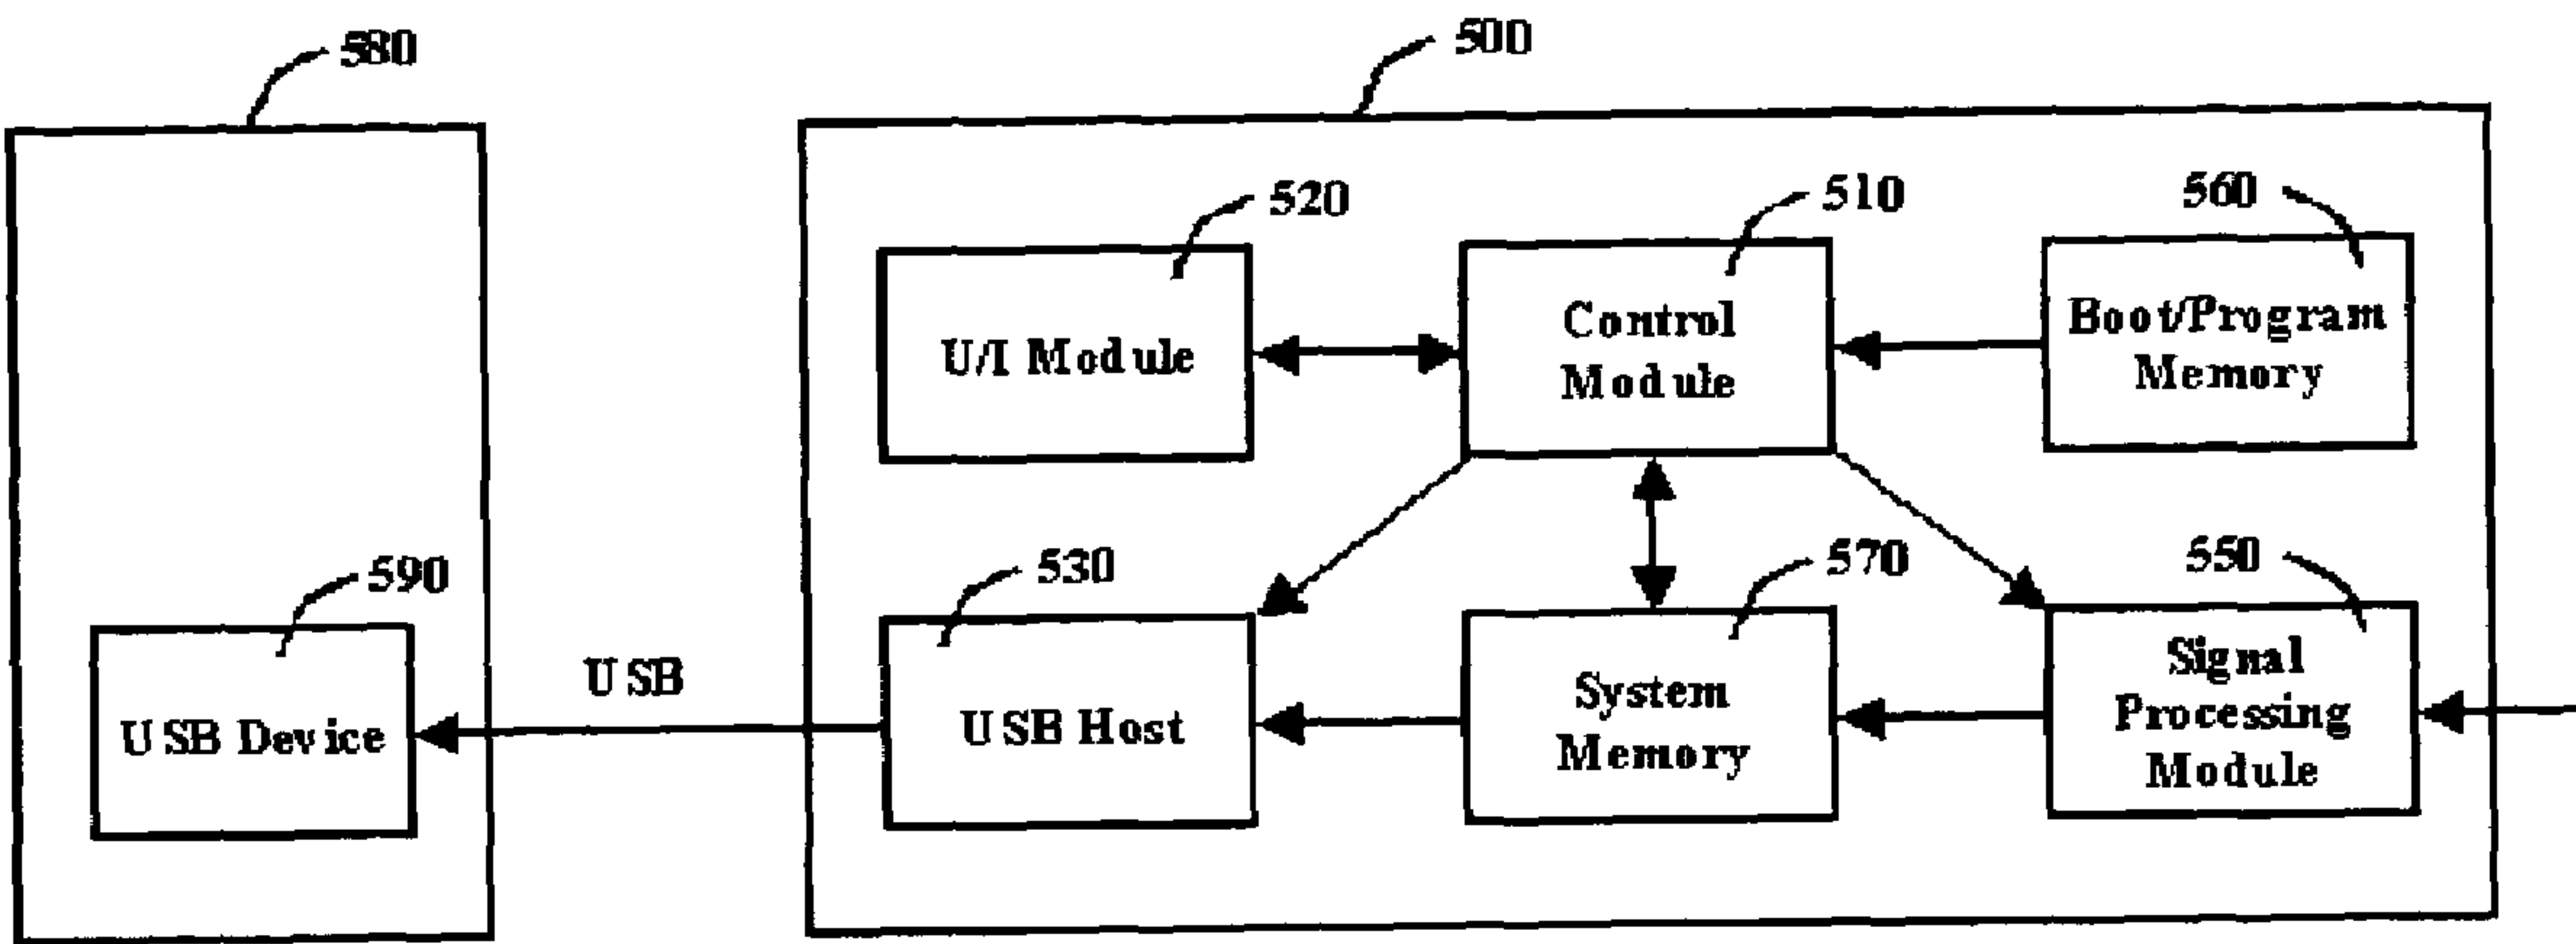 580
500
520
510
560
U/I Module
Control
Module
Boot/Program
Memory
590
530
570
550
USB Device
USB
USB Host
System
Memory
Signal
Processing
Module